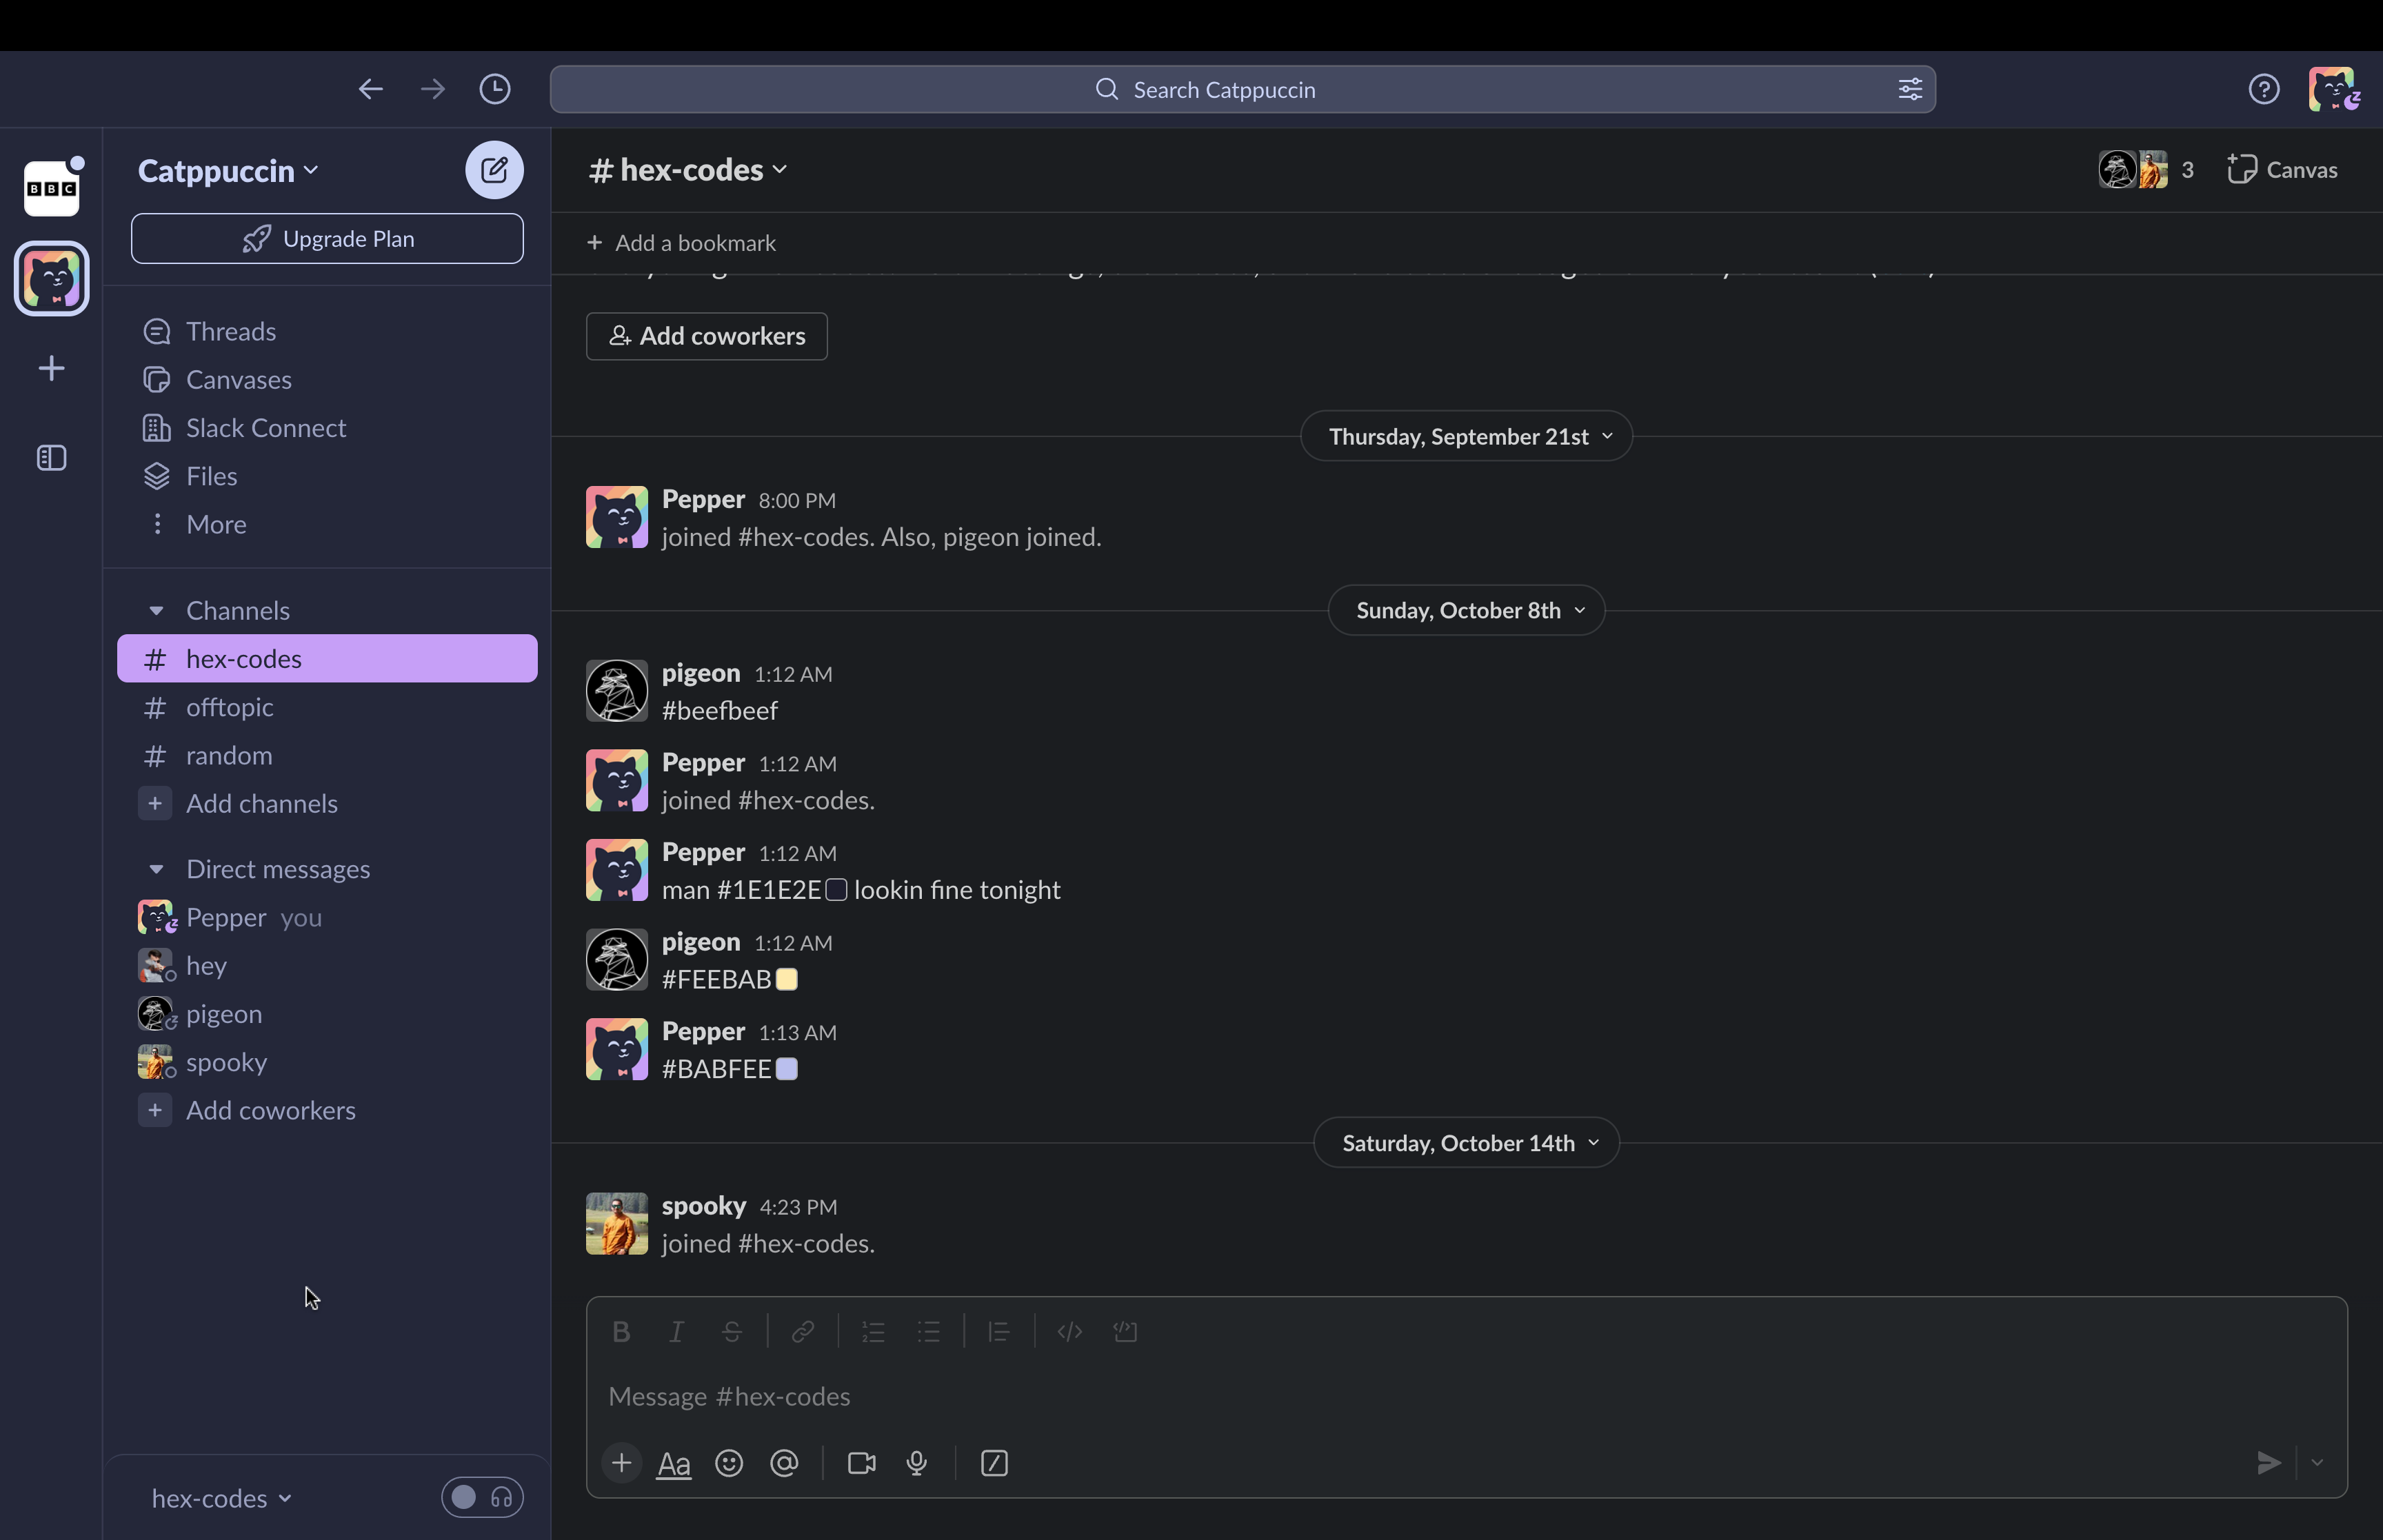 Search Catppuccin
BBC
Catppuccin
Upgrade Plan
Threads
Canvases
Slack Connect
Files
More
Channels
# hex-codes
# offtopic
# random
+ Add channels
Direct messages
Pepper you
hey
pigeon
spooky
+ Add coworkers
hex-codes
# hex-codes
3
Canvas
+ Add a bookmark
Add coworkers
Thursday, September 21st
Pepper 8:00 PM
joined #hex-codes. Also, pigeon joined.
Sunday, October 8th
pigeon 1:12 AM
#beefbeef
Pepper 1:12 AM
joined #hex-codes.
Pepper 1:12 AM
man #1E1E2E lookin fine tonight
pigeon 1:12 AM
#FEEBAB
Pepper 1:13 AM
#BABFEE
Saturday, October 14th
spooky 4:23 PM
joined #hex-codes.
B I S
Message #hex-codes
+ Aa @